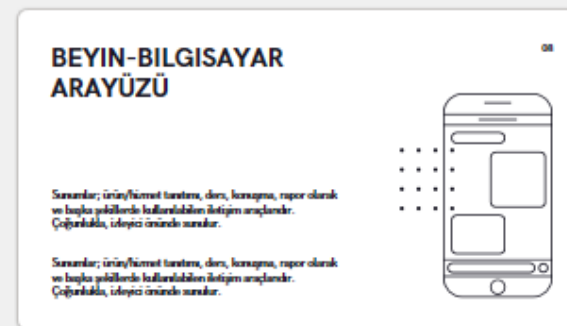 BEYIN-BILGISAYAR
ARAYÜZÜ
08
Sunumlar; ürün/hizmet tanıtımı, ders, konuşma, rapor olarak
ve başka şekillerde kullanılabilen iletişim araçlarıdır.
Çoğunlukla, izleyici önünde sunulur.
Sunumlar; ürün/hizmet tanıtımı, ders, konuşma, rapor olarak
ve başka şekillerde kullanılabilen iletişim araçlarıdır.
Çoğunlukla, izleyici önünde sunulur.